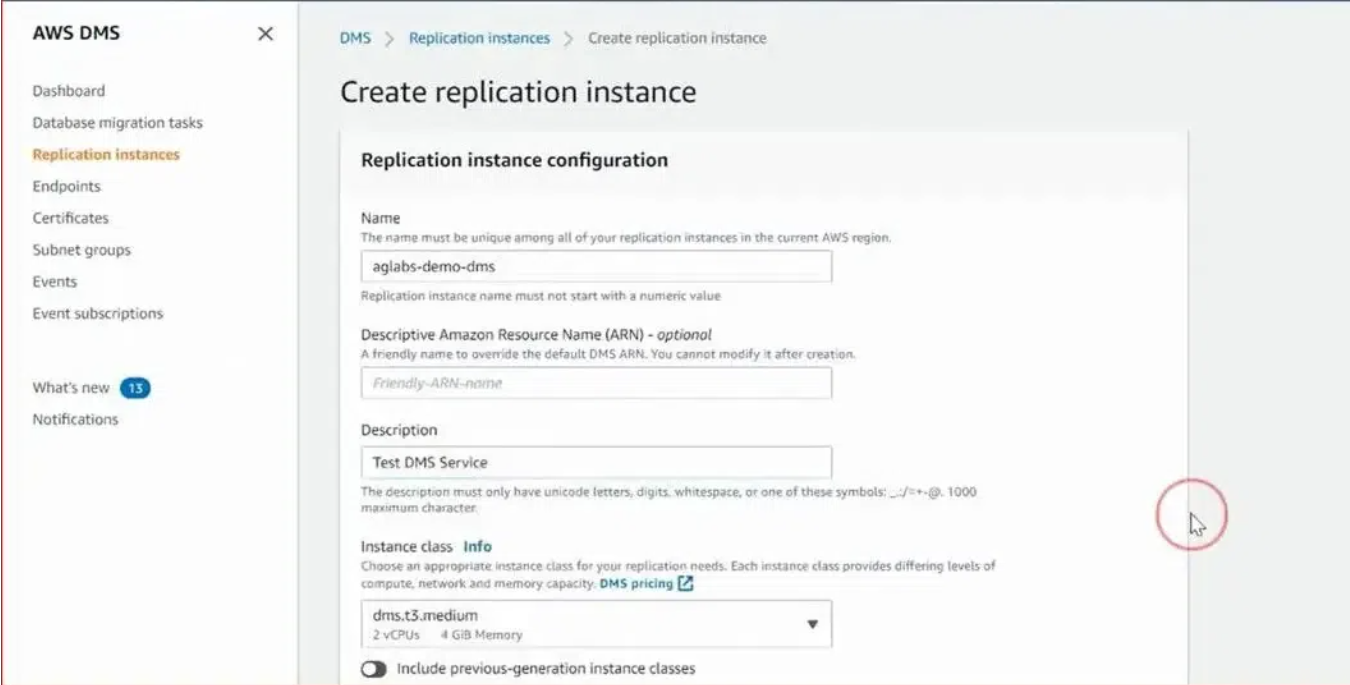 AWS DMS
Dashboard
Database migration tasks
Replication instances
Endpoints
Certificates
Subnet groups
Events
Event subscriptions
What's new 13
Notifications
DMS > Replication instances > Create replication instance
Create replication instance
Replication instance configuration
Name
The name must be unique among all of your replication instances in the current AWS region.
aglabs-demo-dms
Replication instance name must not start with a numeric value
Descriptive Amazon Resource Name (ARN) - optional
A friendly name to override the default DMS ARN. You cannot modify it after creation.
Friendly-ARN-name
Description
Test DMS Service
The description must only have unicode letters, digits, whitespace, or one of these symbols: _.:/=+-@. 1000
maximum character.
Instance class Info
Choose an appropriate instance class for your replication needs. Each instance class provides differing levels of
compute, network and memory capacity. DMS pricing
dms.t3.medium
2 vCPUs 4 GiB Memory
Include previous-generation instance classes